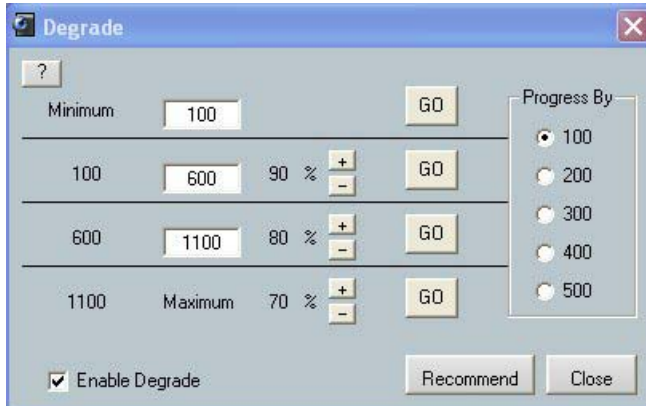 Degrade
?
Minimum 100 GO
100 600 90 % + - GO
600 1100 80 % + - GO
1100 Maximum 70 % + - GO
Progress By
100
200
300
400
500
Enable Degrade
Recommend Close